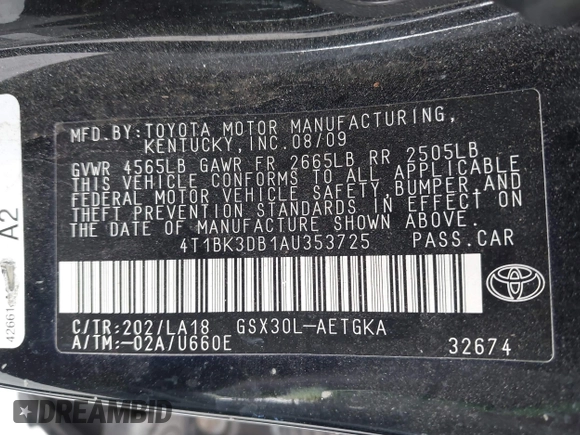 MFD.BY:TOYOTA MOTOR MANUFACTURING,
KENTUCKY, INC.08/09
GVWR 4565LB GAWR FR 2665LB RR 2505LB
THIS VEHICLE CONFORMS TO ALL APPLICABLE
FEDERAL MOTOR VEHICLE SAFETY,BUMPER,AND
THEFT PREVENTION STANDARDS IN EFFECT ON
THE DATE OF MANUFACTURE SHOWN ABOVE.
4T1BK3DB1AU353725 PASS.CAR
C/TR:202/LA18 GSX30L-AETGKA
A/TM:-02A/U660E 32674
A2
DREAMBID